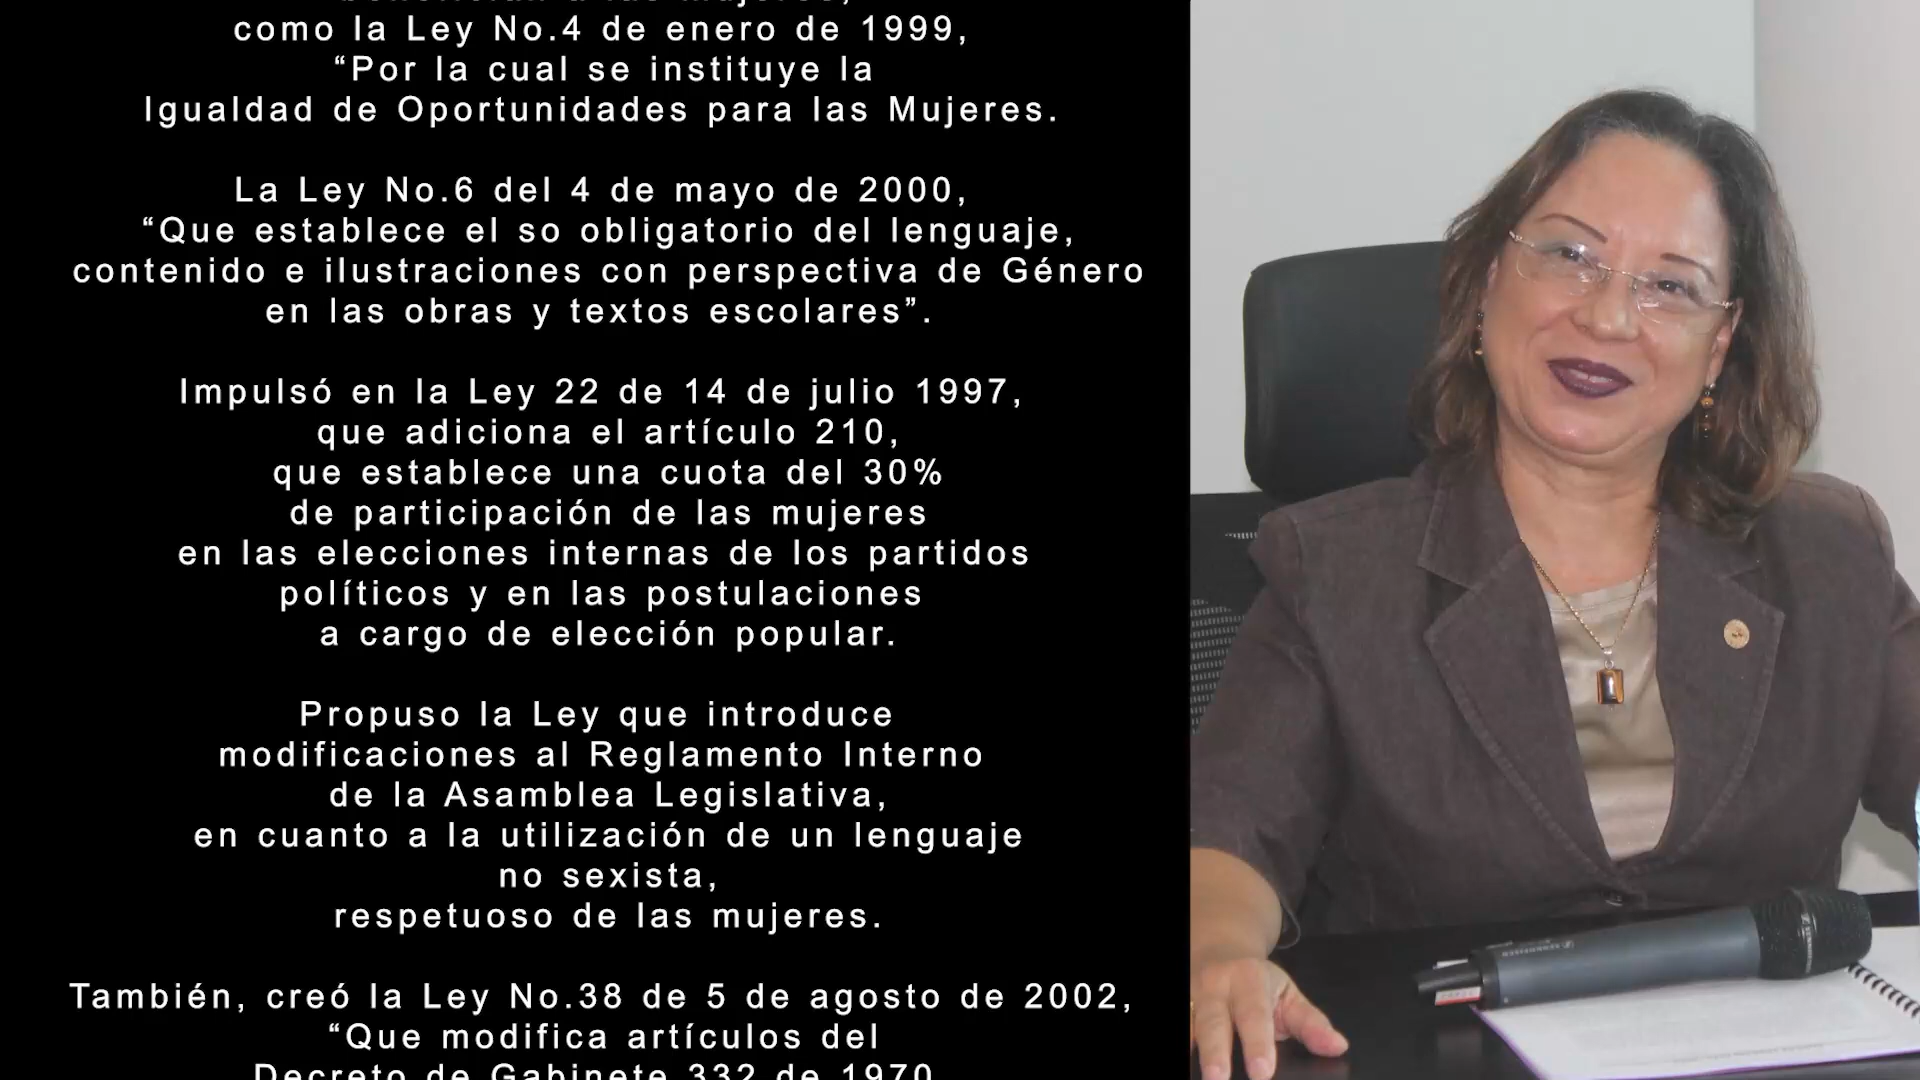 como la Ley No.4 de enero de 1999,
“Por la cual se instituye la
Igualdad de Oportunidades para las Mujeres.
La Ley No.6 del 4 de mayo de 2000,
“Que establece el so obligatorio del lenguaje,
contenido e ilustraciones con perspectiva de Género
en las obras y textos escolares”.
Impulsó en la Ley 22 de 14 de julio 1997,
que adiciona el artículo 210,
que establece una cuota del 30%
de participación de las mujeres
en las elecciones internas de los partidos
políticos y en las postulaciones
a cargo de elección popular.
Propuso la Ley que introduce
modificaciones al Reglamento Interno
de la Asamblea Legislativa,
en cuanto a la utilización de un lenguaje
no sexista,
respetuoso de las mujeres.
También, creó la Ley No.38 de 5 de agosto de 2002,
“Que modifica artículos del
Decreto de Gabinete 332 de 1970